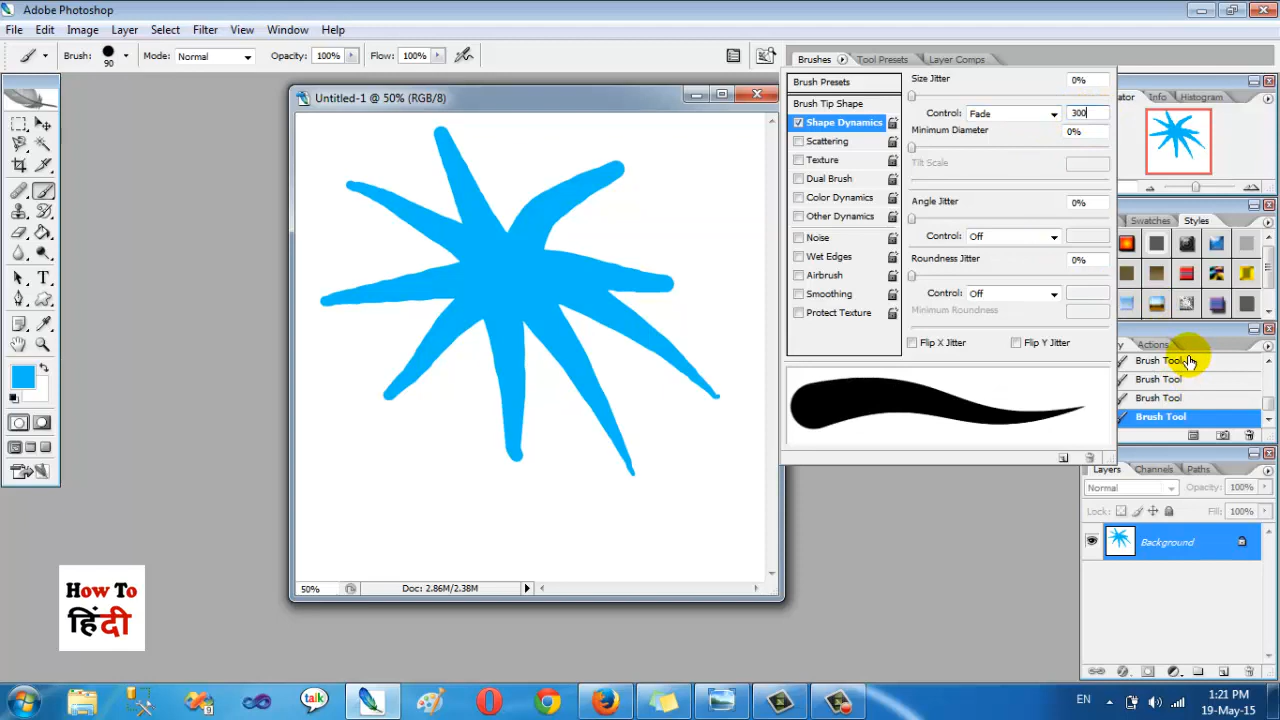 Adobe Photoshop
File Edit Image Layer Select Filter View Window Help
Brush: 90 Mode: Normal Opacity: 100% Flow: 100%
Brushes Tool Presets Layer Comps
Untitled-1 @ 50% (RGB/8)
Brush Presets
Brush Tip Shape
Shape Dynamics
Scattering
Texture
Dual Brush
Color Dynamics
Other Dynamics
Noise
Wet Edges
Airbrush
Smoothing
Protect Texture
Size Jitter 0%
Control: Fade 300
Minimum Diameter 0%
Tilt Scale
Angle Jitter 0%
Control: Off
Roundness Jitter 0%
Control: Off
Minimum Roundness
Flip X Jitter Flip Y Jitter
ator Info Histogram
Swatches Styles
y Actions
Brush Tool
Brush Tool
Brush Tool
Brush Tool
Layers Channels Paths
Normal Opacity: 100%
Lock: Fill: 100%
Background
50% Doc: 2.86M/2.38M
How To
हिंदी
talk
EN
1:21 PM
19-May-15